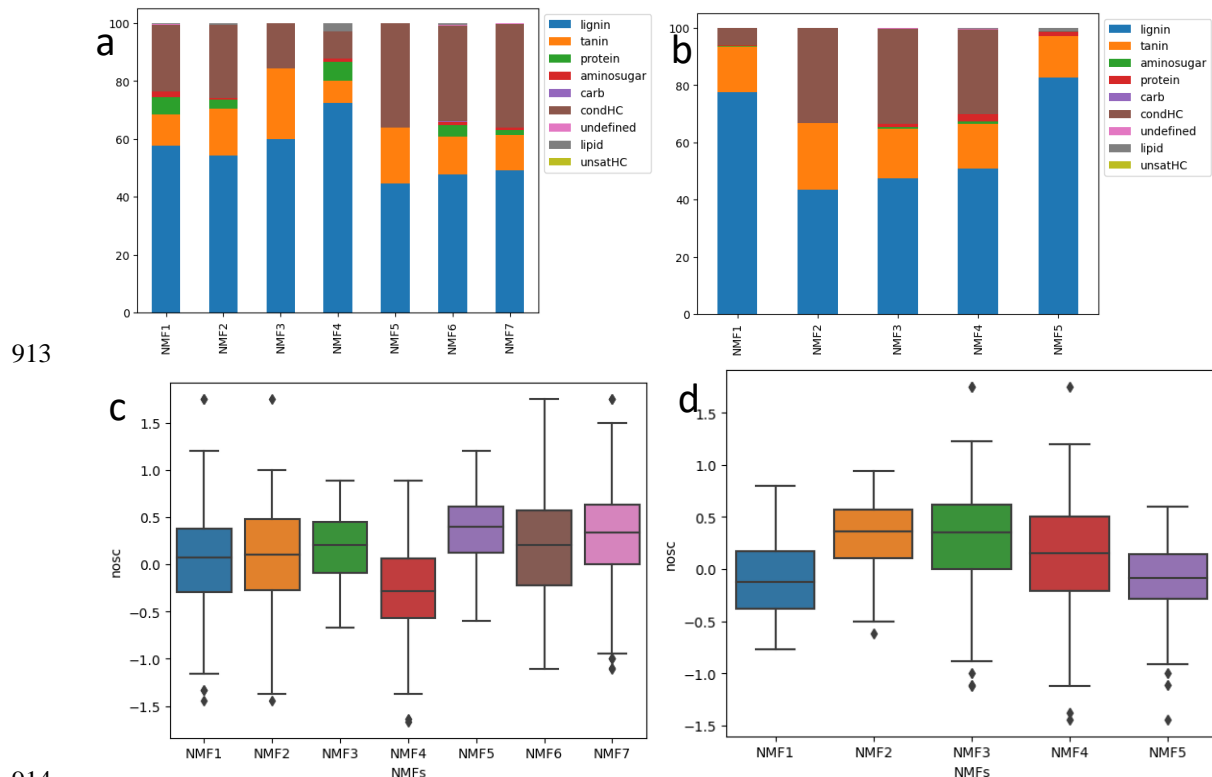 a
100
80
60
40
20
0
NMF1
NMF2
NMF3
NMF4
NMF5
NMF6
NMF7
lignin
tanin
protein
aminosugar
carb
condHC
undefined
lipid
unsatHC
b
100
80
60
40
20
0
NMF1
NMF2
NMF3
NMF4
NMF5
lignin
tanin
aminosugar
protein
carb
condHC
undefined
lipid
unsatHC
913
c
nosc
1.5
1.0
0.5
0.0
−0.5
−1.0
−1.5
NMF1 NMF2 NMF3 NMF4 NMF5 NMF6 NMF7
NMFs
d
nosc
1.5
1.0
0.5
0.0
−0.5
−1.0
−1.5
NMF1 NMF2 NMF3 NMF4 NMF5
NMFs
914